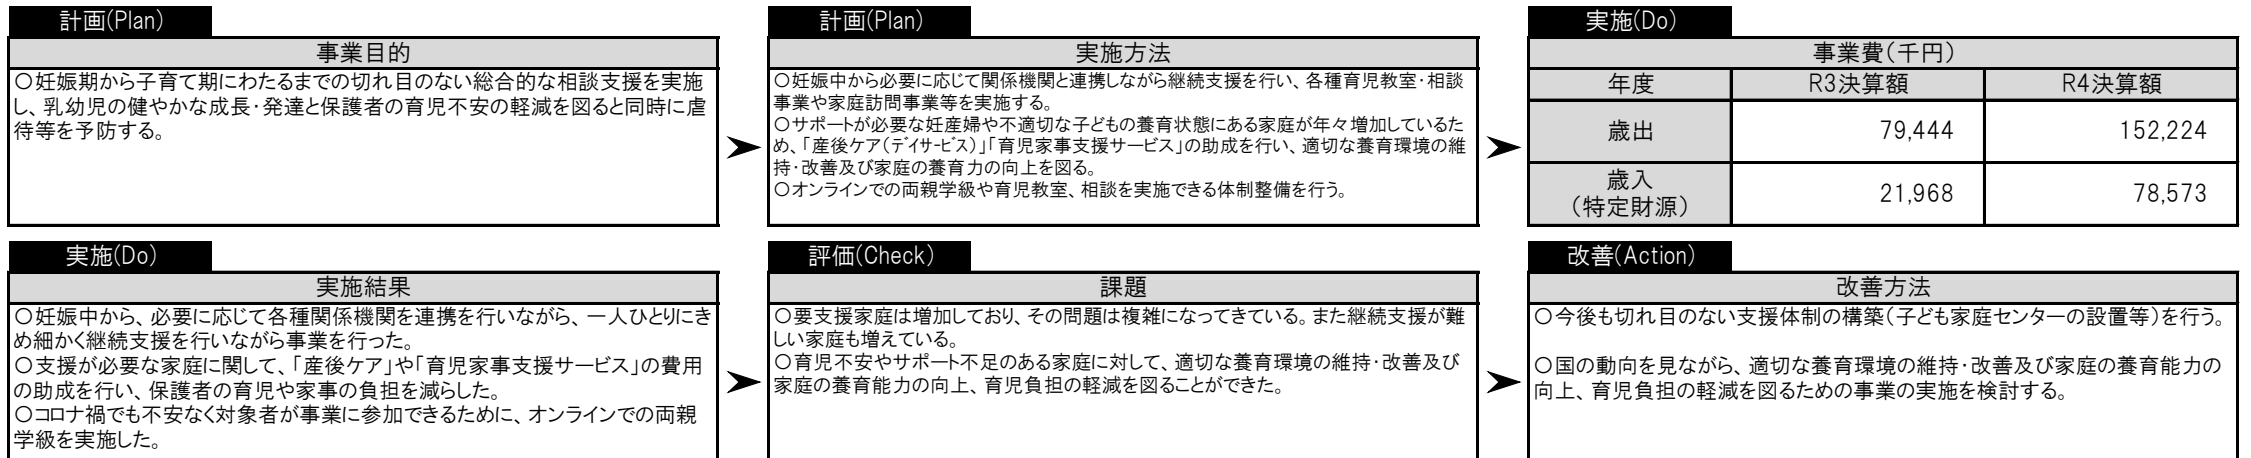 計画(Plan)
事業目的
〇妊娠期から子育て期にわたるまでの切れ目のない総合的な相談支援を実施
し、乳幼児の健やかな成長・発達と保護者の育児不安の軽減を図ると同時に虐
待等を予防する。
計画(Plan)
実施方法
〇妊娠中から必要に応じて関係機関と連携しながら継続支援を行い、各種育児教室・相談
事業や家庭訪問事業等を実施する。
〇サポートが必要な妊産婦や不適切な子どもの養育状態にある家庭が年々増加しているた
め、「産後ケア(デイサービス)」「育児家事支援サービス」の助成を行い、適切な養育環境の維
持・改善及び家庭の養育力の向上を図る。
〇オンラインでの両親学級や育児教室、相談を実施できる体制整備を行う。
実施(Do)
事業費(千円)
年度 R3決算額 R4決算額
歳出 79,444 152,224
歳入
(特定財源) 21,968 78,573
実施(Do)
実施結果
〇妊娠中から、必要に応じて各種関係機関を連携を行いながら、一人ひとりにき
め細かく継続支援を行いながら事業を行った。
〇支援が必要な家庭に関して、「産後ケア」や「育児家事支援サービス」の費用
の助成を行い、保護者の育児や家事の負担を減らした。
〇コロナ禍でも不安なく対象者が事業に参加できるために、オンラインでの両親
学級を実施した。
評価(Check)
課題
〇要支援家庭は増加しており、その問題は複雑になってきている。また継続支援が難
しい家庭も増えている。
〇育児不安やサポート不足のある家庭に対して、適切な養育環境の維持・改善及び
家庭の養育能力の向上、育児負担の軽減を図ることができた。
改善(Action)
改善方法
〇今後も切れ目のない支援体制の構築(子ども家庭センターの設置等)を行う。
〇国の動向を見ながら、適切な養育環境の維持・改善及び家庭の養育能力の
向上、育児負担の軽減を図るための事業の実施を検討する。